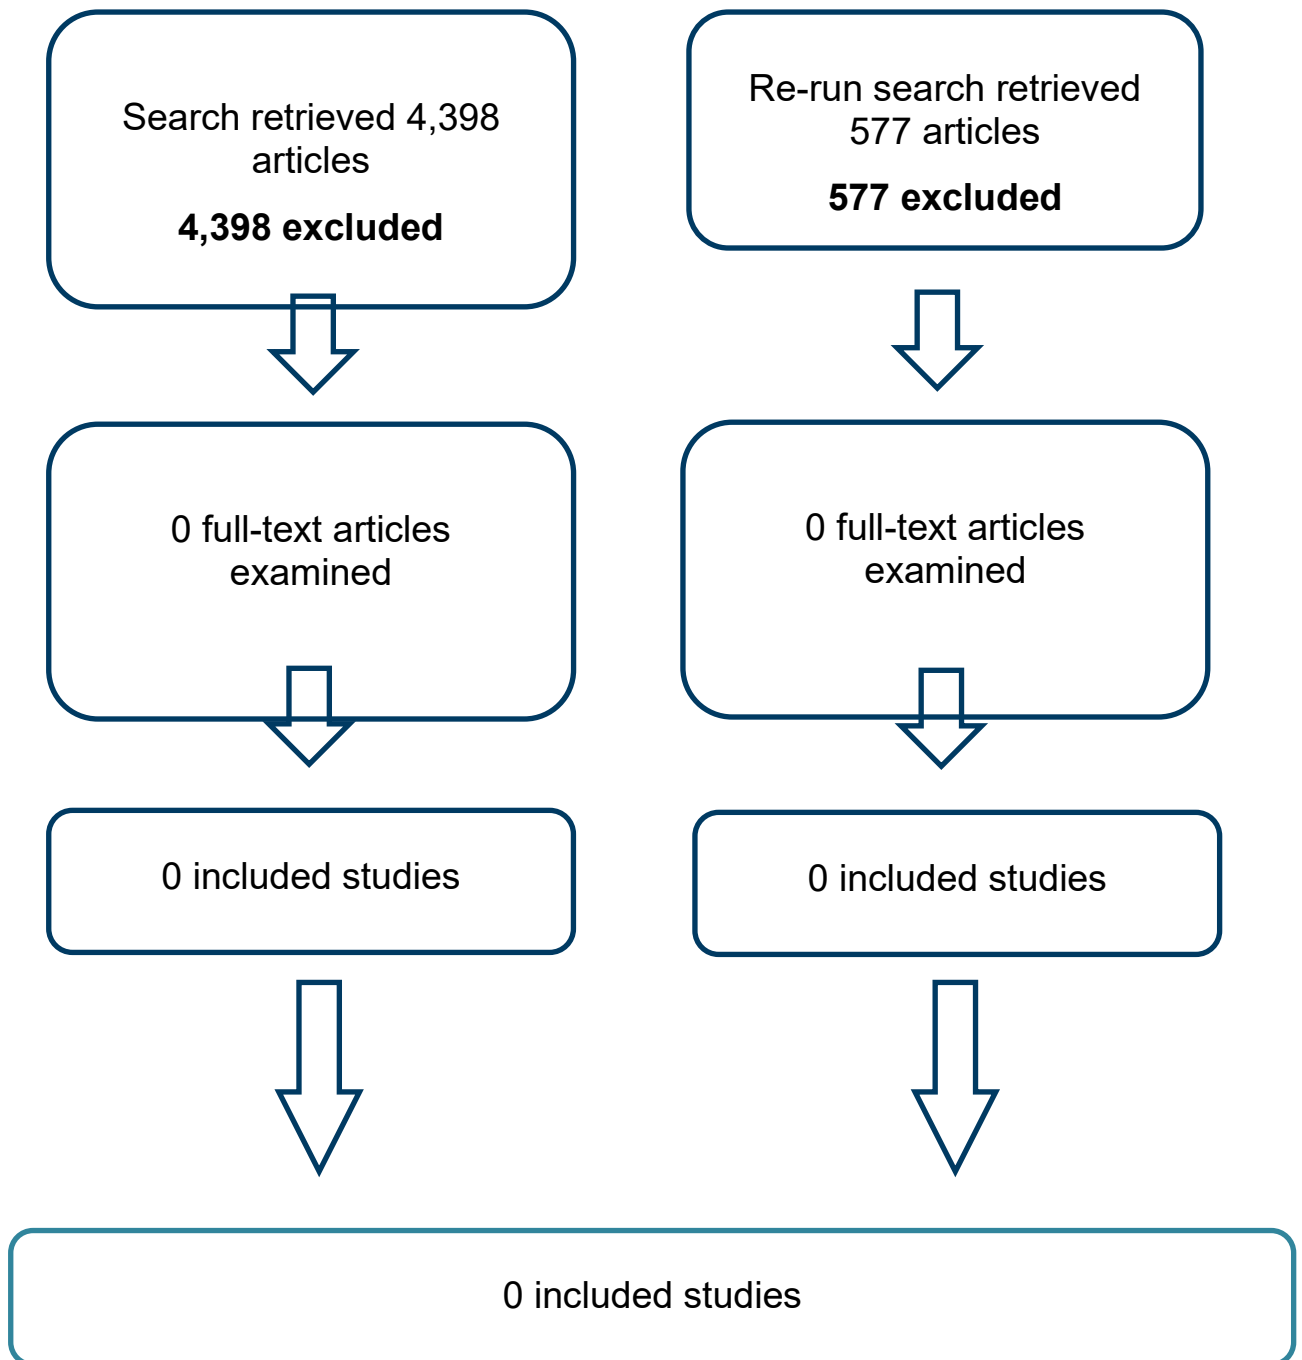 Search retrieved 4,398
articles
4,398 excluded
Re-run search retrieved
577 articles
577 excluded
0 full-text articles
examined
0 full-text articles
examined
0 included studies
0 included studies
0 included studies